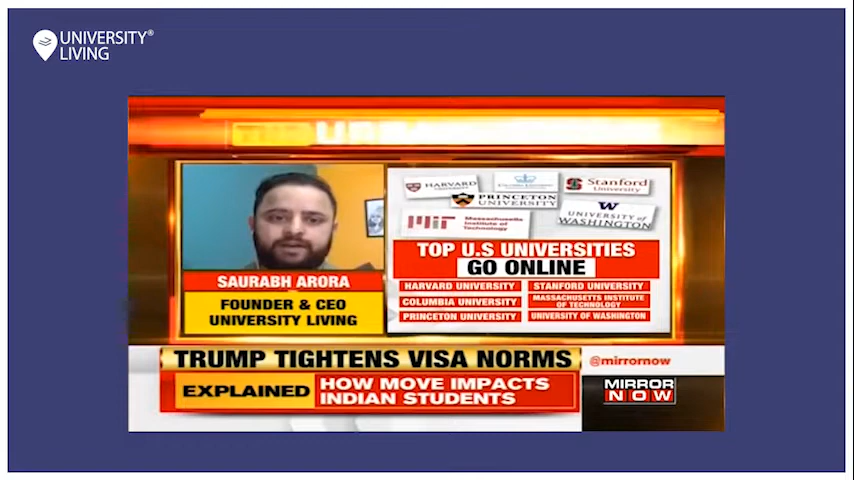 UNIVERSITY®
LIVING
HARVARD
UNIVERSITY
Stanford
University
PRINCETON
UNIVERSITY
MIT
Massachusetts
Institute of
Technology
W
UNIVERSITY of
WASHINGTON
TOP U.S UNIVERSITIES
GO ONLINE
HARVARD UNIVERSITY
STANFORD UNIVERSITY
COLUMBIA UNIVERSITY
MASSACHUSETTS INSTITUTE
OF TECHNOLOGY
PRINCETON UNIVERSITY
UNIVERSITY OF WASHINGTON
SAURABH ARORA
FOUNDER & CEO
UNIVERSITY LIVING
TRUMP TIGHTENS VISA NORMS
@mirrornow
EXPLAINED
HOW MOVE IMPACTS
INDIAN STUDENTS
MIRROR
NOW